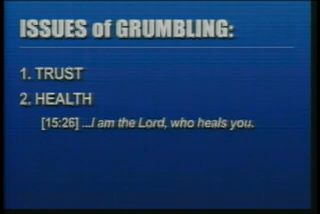 ISSUES of GRUMBLING:
1. TRUST
2. HEALTH
[15:26] ...I am the Lord, who heals you.